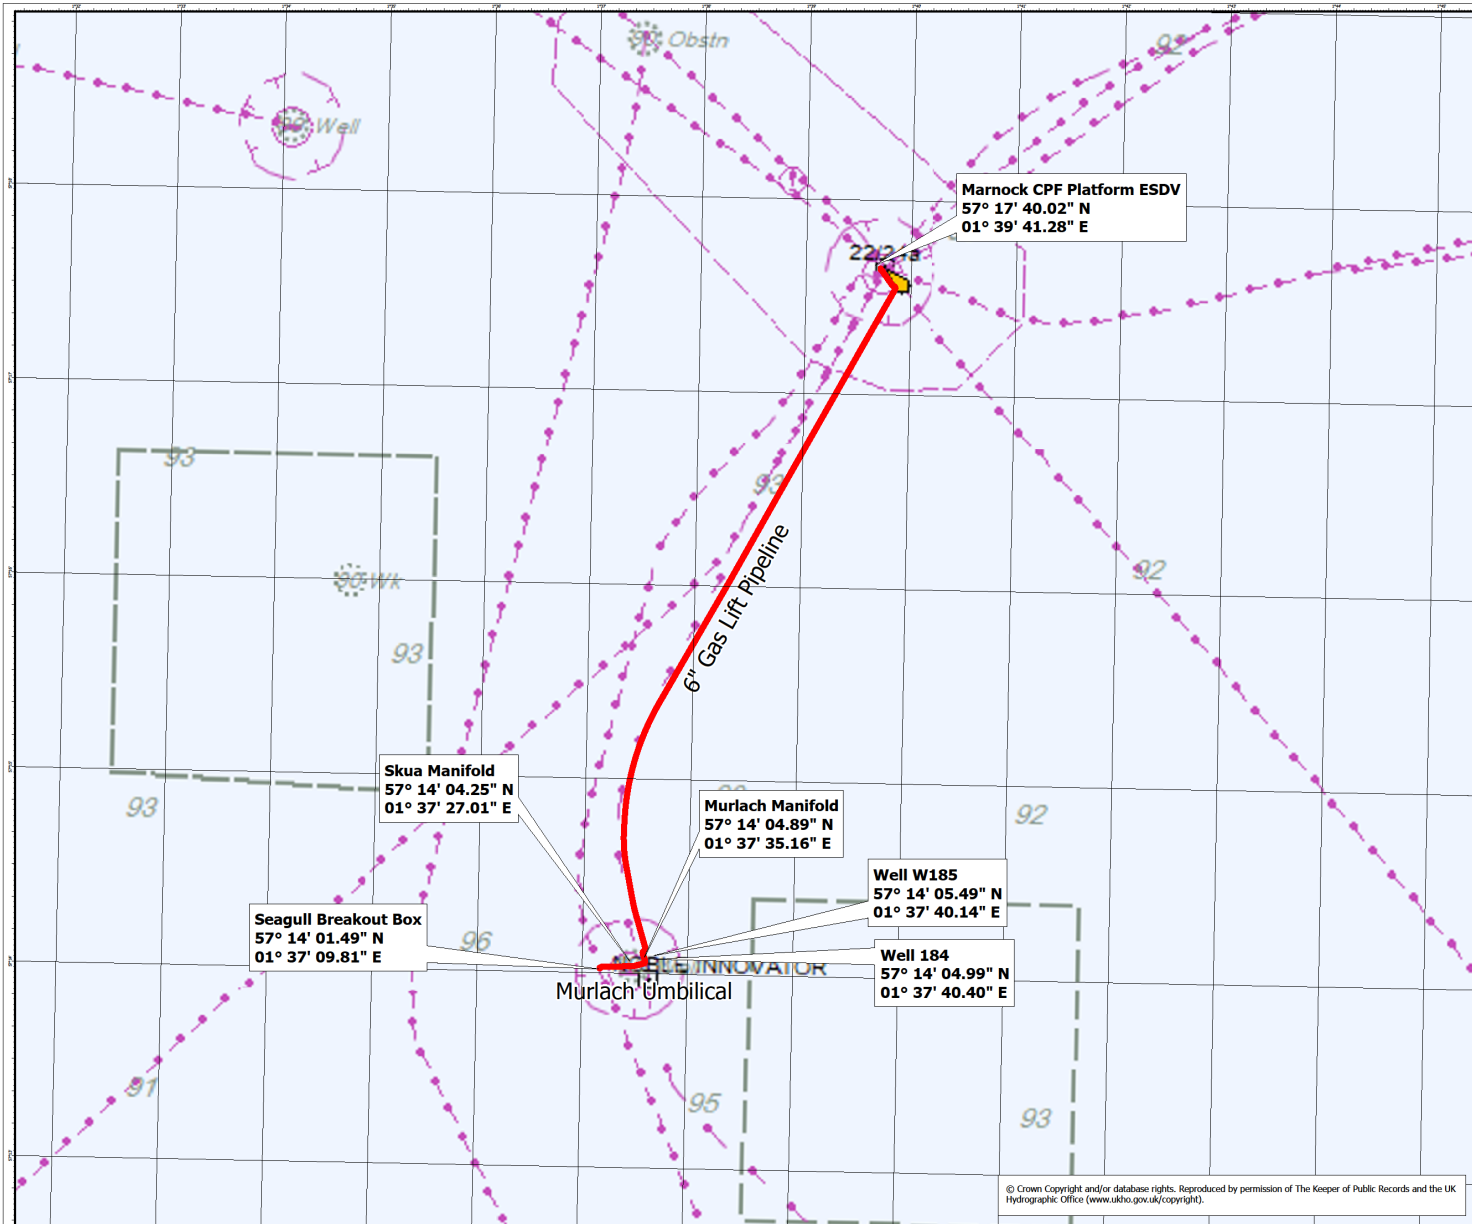 92
Obstn
Well
Marnock CPF Platform ESDV
57° 17' 40.02" N
01° 39' 41.28" E
93
93
6" Gas Lift Pipeline
Wk
92
93
Skua Manifold
57° 14' 04.25" N
01° 37' 27.01" E
93
92
Murlach Manifold
57° 14' 04.89" N
01° 37' 35.16" E
Well W185
57° 14' 05.49" N
01° 37' 40.14" E
Seagull Breakout Box
57° 14' 01.49" N
01° 37' 09.81" E
96
Well 184
57° 14' 04.99" N
01° 37' 40.40" E
NOBLE INNOVATOR
Murlach Umbilical
91
95
93
© Crown Copyright and/or database rights. Reproduced by permission of The Keeper of Public Records and the UK
Hydrographic Office (www.ukho.gov.uk/copyright).